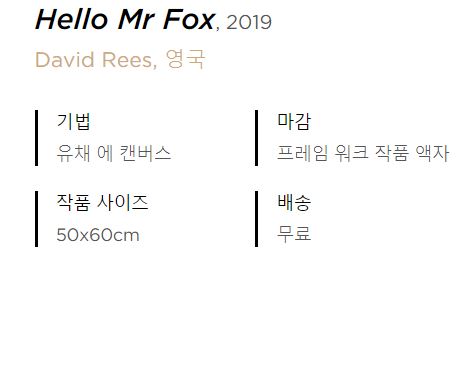 Hello Mr Fox, 2019
David Rees, 영국
기법
유채 에 캔버스
마감
프레임 워크 작품 액자
작품 사이즈
50x60cm
배송
무료